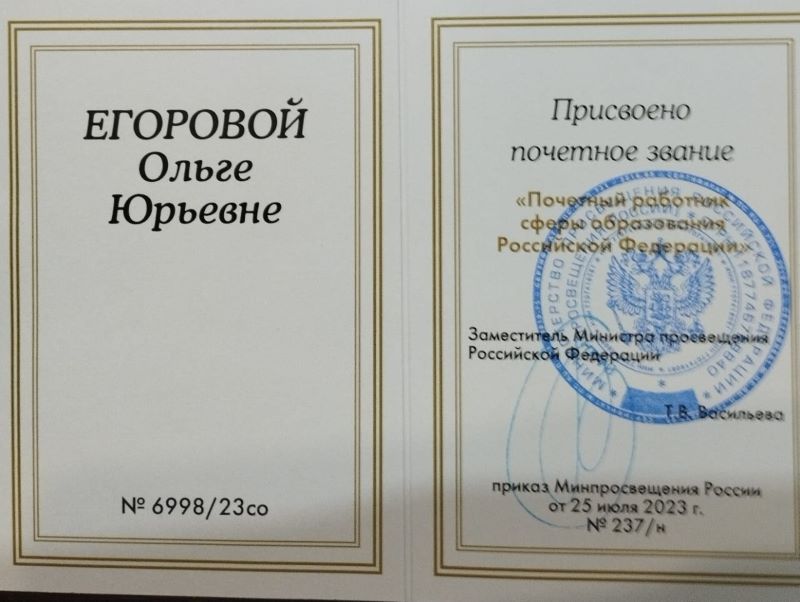 ЕГОРОВОЙ
Ольге
Юрьевне
№ 6998/23со
Присвоено
почетное звание
«Почетный работник
сферы образования
Российской Федерации»
Заместитель Министра просвещения
Российской Федерации
Т.В. Васильева
приказ Минпросвещения России
от 25 июля 2023 г.
№ 237/н